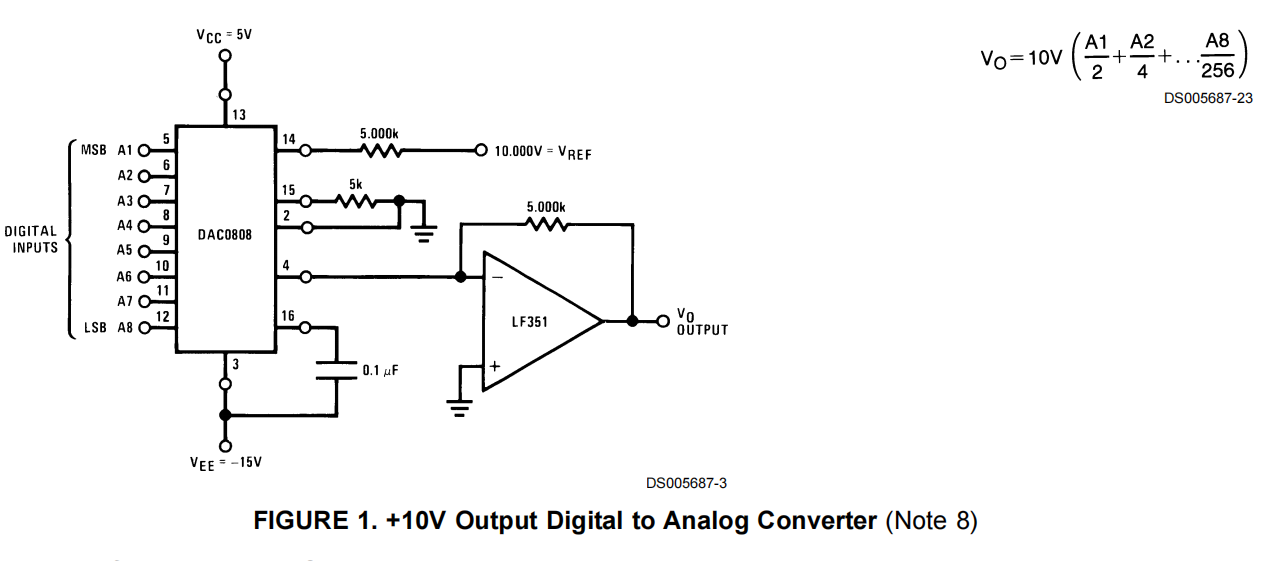 VCC = 5V
13
MSB A1 5
A2 6
A3 7
A4 8
A5 9
A6 10
A7 11
LSB A8 12
DIGITAL
INPUTS
DAC0808
14 5.000k 10.000V = VREF
15 5k
2
4
16
0.1 μF
3
VEE = −15V
5.000k
−
LF351
+
VO
OUTPUT
VO = 10V (A1/2 + A2/4 + ... A8/256)
DS005687-23
DS005687-3
FIGURE 1. +10V Output Digital to Analog Converter (Note 8)